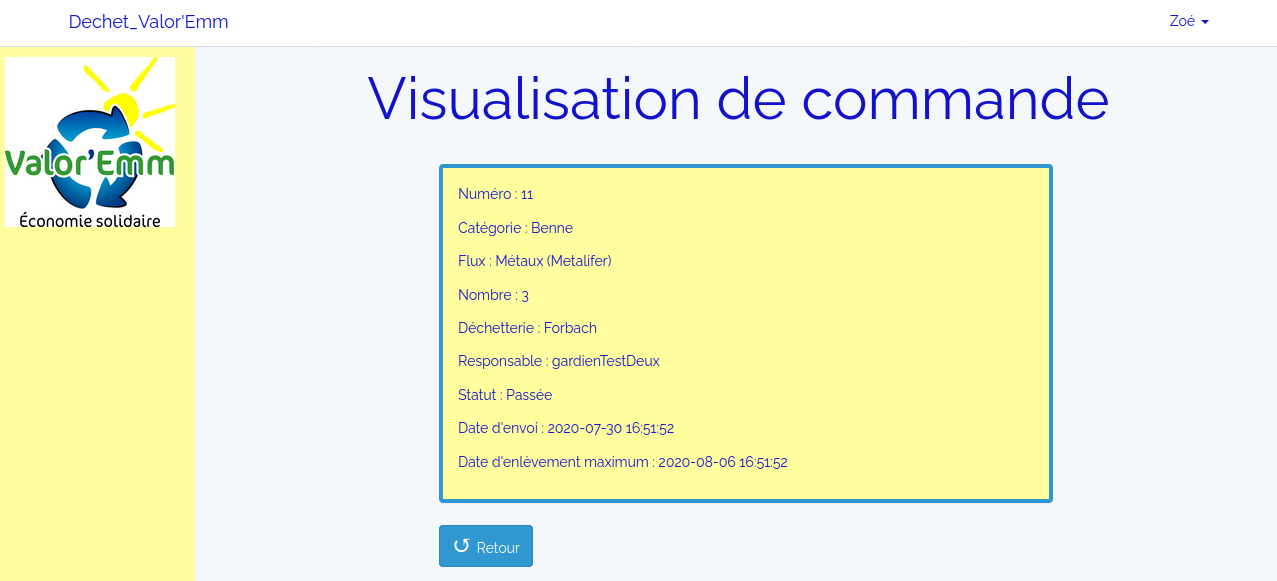 Dechet_Valor'Emm
Zoé
Valor'Emm
Économie solidaire
Visualisation de commande
Numéro : 11
Catégorie : Benne
Flux : Métaux (Metalifer)
Nombre : 3
Déchetterie : Forbach
Responsable : gardienTestDeux
Statut : Passée
Date d'envoi : 2020-07-30 16:51:52
Date d'enlèvement maximum : 2020-08-06 16:51:52
Retour